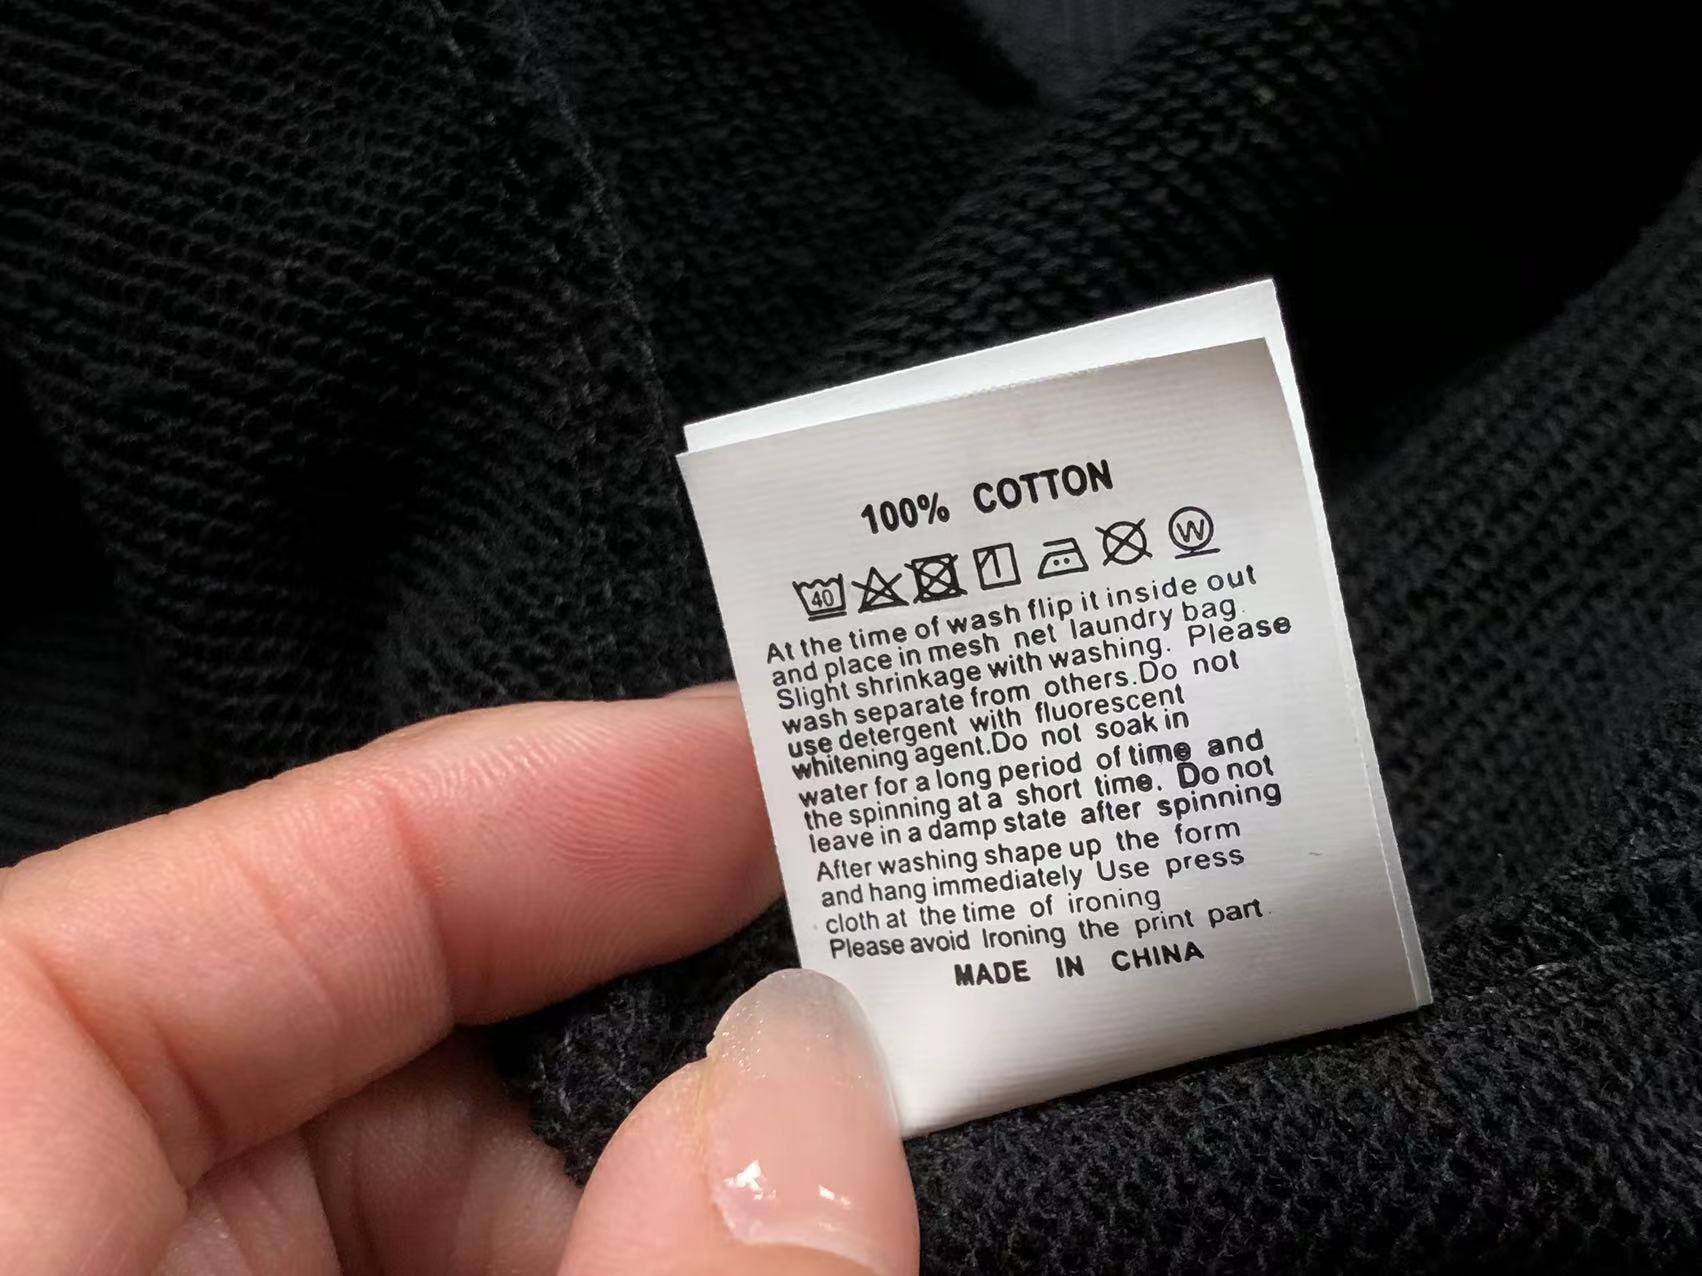 100% COTTON
40 W
At the time of wash flip it inside out
and place in mesh net laundry bag.
Slight shrinkage with washing. Please
wash separate from others.Do not
use detergent with fluorescent
whitening agent.Do not soak in
water for a long period of time and
the spinning at a short time. Do not
leave in a damp state after spinning
After washing shape up the form
and hang immediately Use press
cloth at the time of ironing
Please avoid Ironing the print part.
MADE IN CHINA